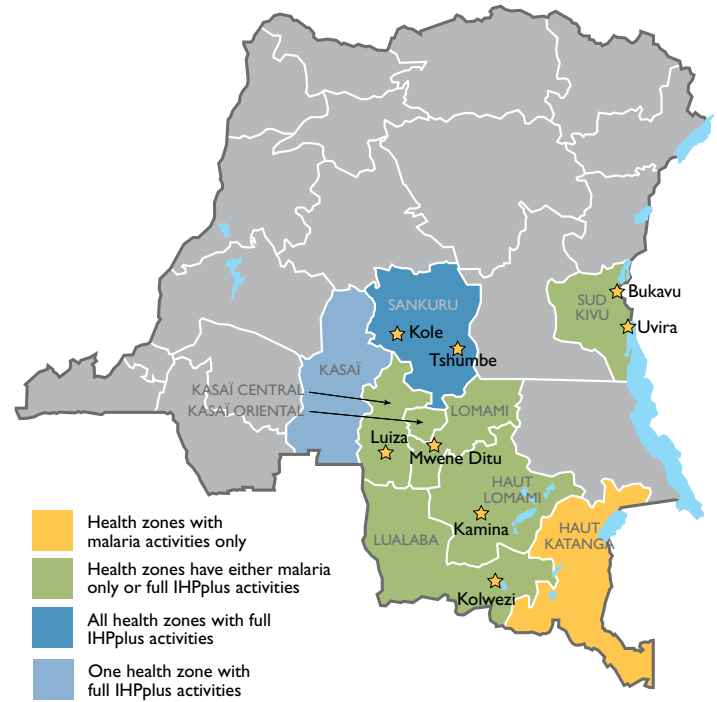 SANKURU
Kole
Tshumbe
SUD
KIVU
Bukavu
Uvira
KASAÏ
KASAÏ CENTRAL
KASAÏ ORIENTAL
LOMAMI
Luiza
Mwene Ditu
HAUT
LOMAMI
Kamina
LUALABA
HAUT
KATANGA
Kolwezi
Health zones with
malaria activities only
Health zones have either malaria
only or full IHPplus activities
All health zones with full
IHPplus activities
One health zone with
full IHPplus activities